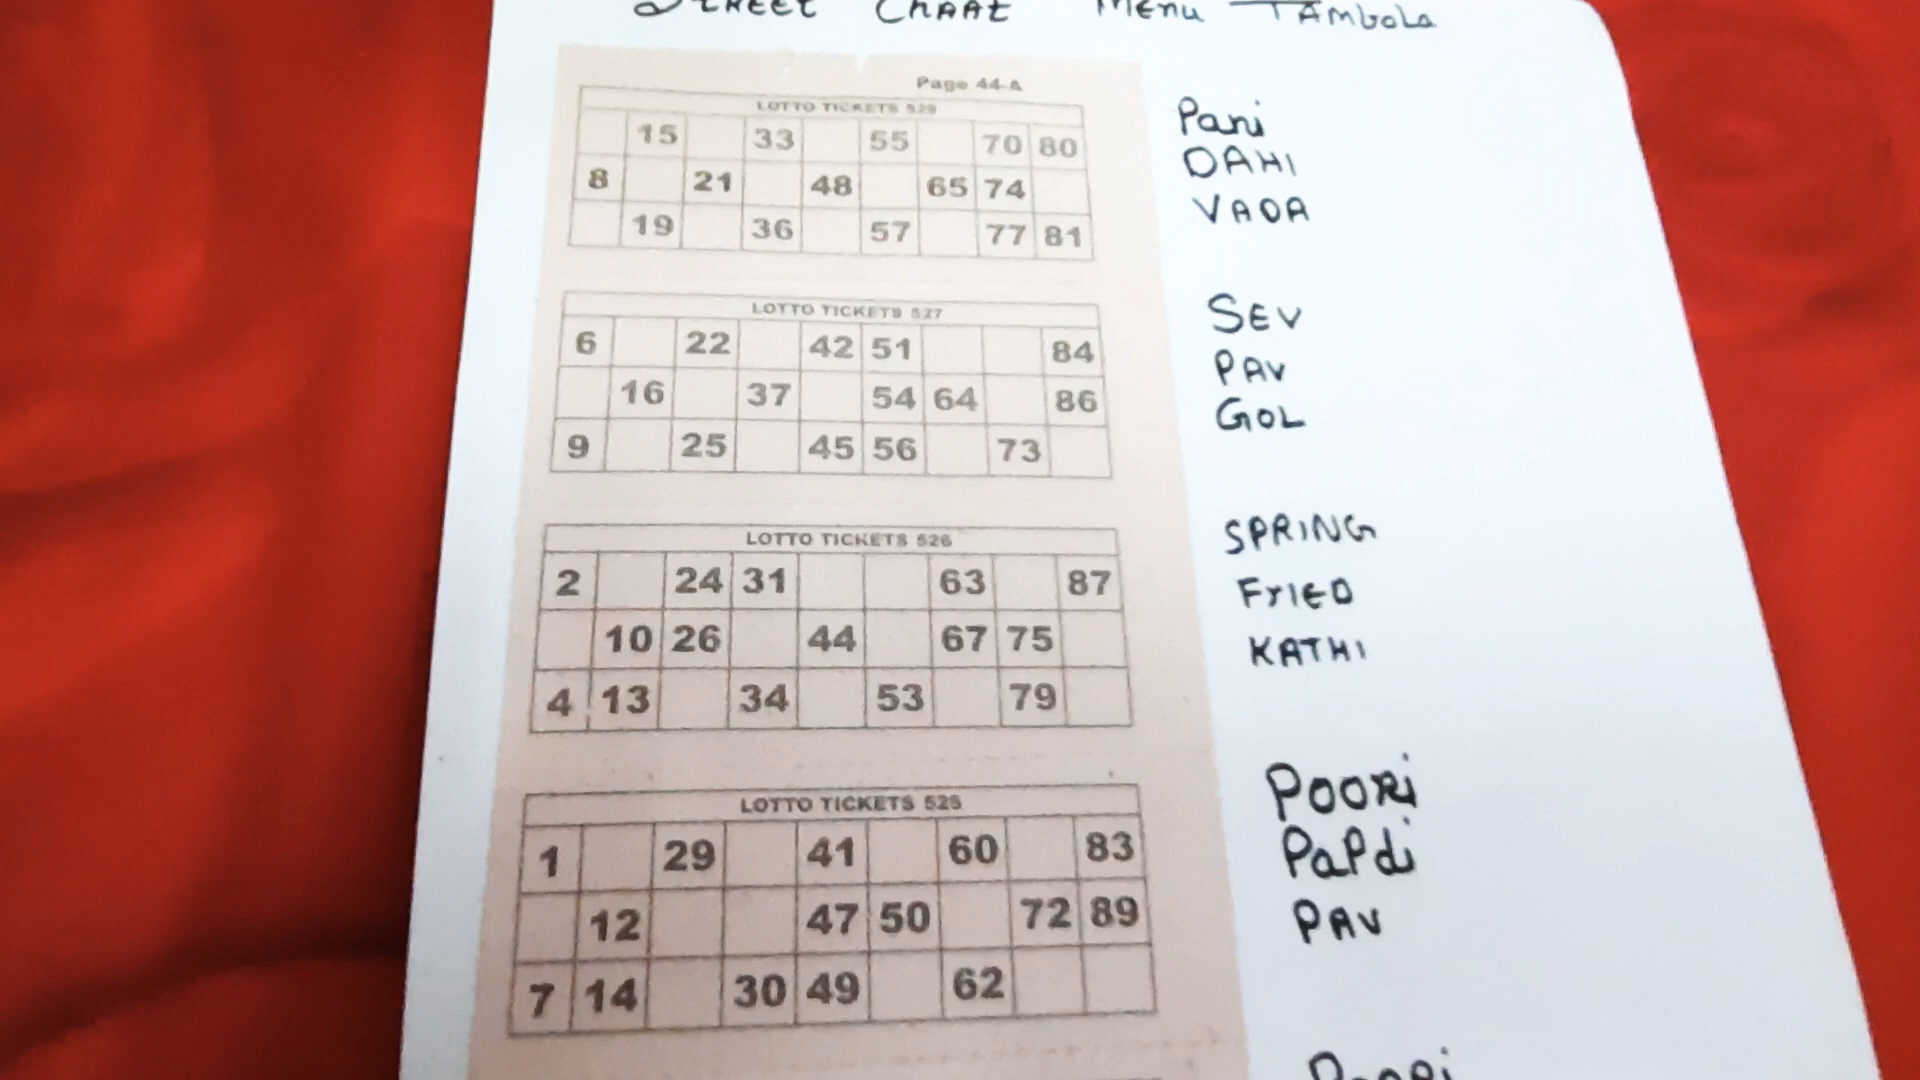 STREET CHAAT MENU TAMbOLA
Page 44-A
LOTTO TICKETS
15 33 55 70 80
8 21 48 65 74
19 36 57 77 81
Pani
DAHI
VADA
LOTTO TICKETS 527
6 22 42 51 84
16 37 54 64 86
9 25 45 56 73
SEV
PAV
GOL
LOTTO TICKETS 526
2 24 31 63 87
10 26 44 67 75
4 13 34 53 79
SPRING
FrIED
KATHI
LOTTO TICKETS 525
1 29 41 60 83
12 47 50 72 89
7 14 30 49 62
POORi
PaPdi
PAV